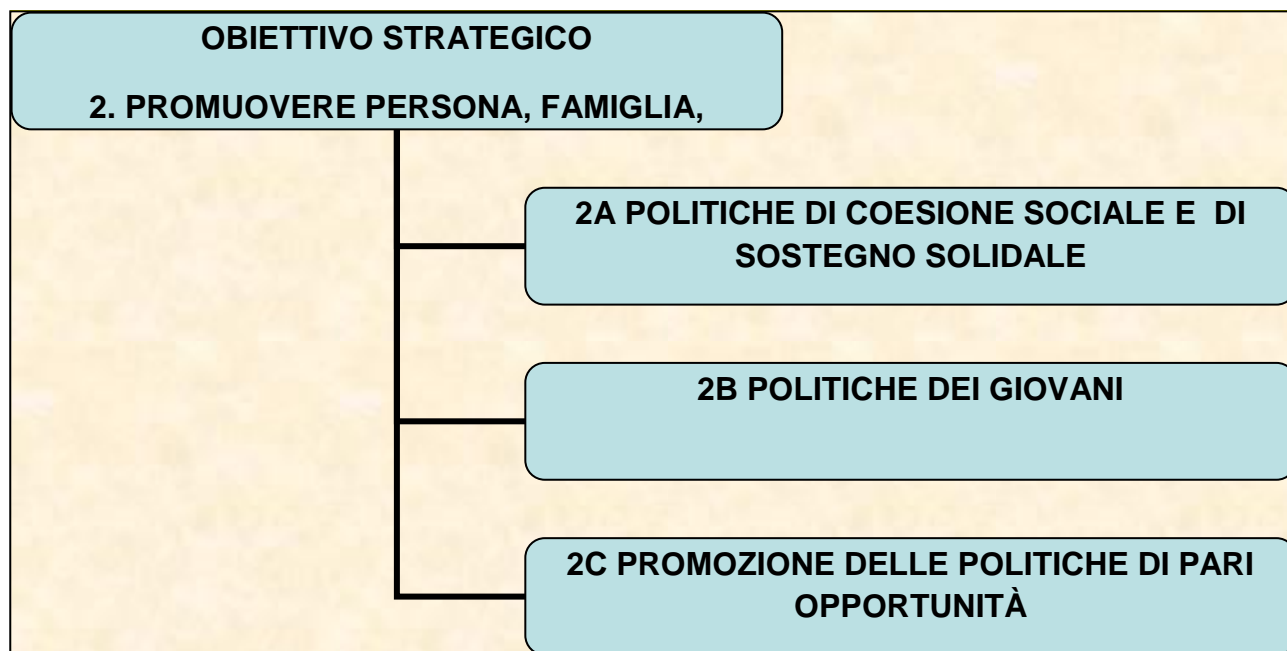 OBIETTIVO STRATEGICO
2. PROMUOVERE PERSONA, FAMIGLIA,
2A POLITICHE DI COESIONE SOCIALE E  DI
SOSTEGNO SOLIDALE
2B POLITICHE DEI GIOVANI
2C PROMOZIONE DELLE POLITICHE DI PARI
OPPORTUNITÀ